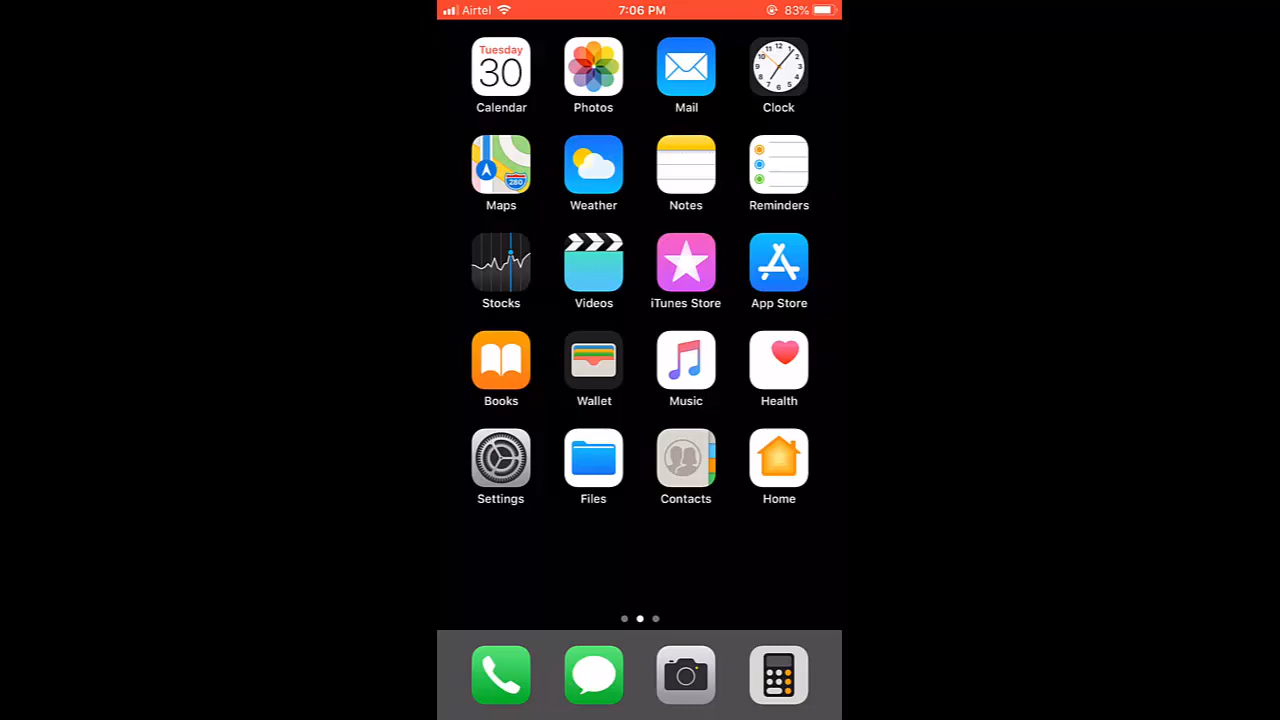 Airtel 7:06 PM 83%
Tuesday
30
Calendar Photos Mail Clock
280
Maps Weather Notes Reminders
Stocks Videos iTunes Store App Store
Books Wallet Music Health
Settings Files Contacts Home